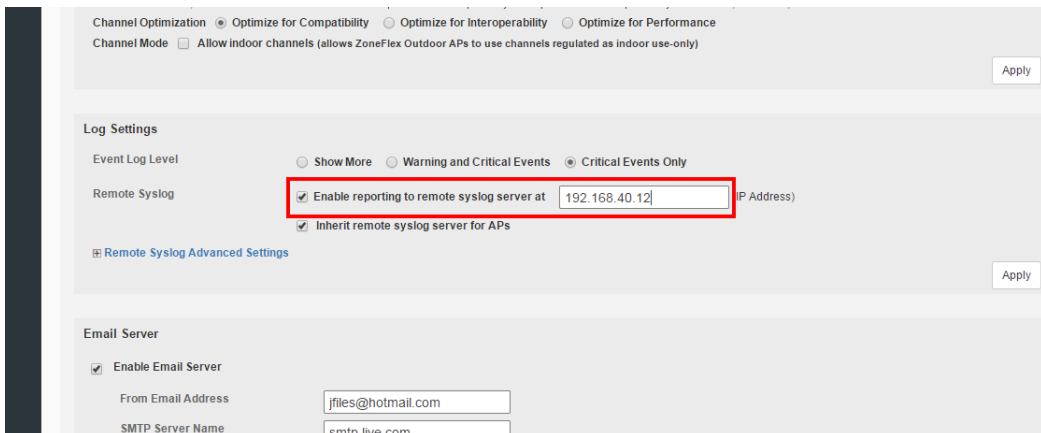 Channel Optimization Optimize for Compatibility Optimize for Interoperability Optimize for Performance
Channel Mode Allow indoor channels (allows ZoneFlex Outdoor APs to use channels regulated as indoor use-only)
Apply
Log Settings
Event Log Level Show More Warning and Critical Events Critical Events Only
Remote Syslog Enable reporting to remote syslog server at 192.168.40.12 IP Address)
Inherit remote syslog server for APs
Remote Syslog Advanced Settings
Apply
Email Server
Enable Email Server
From Email Address jfiles@hotmail.com
SMTP Server Name smtp.live.com